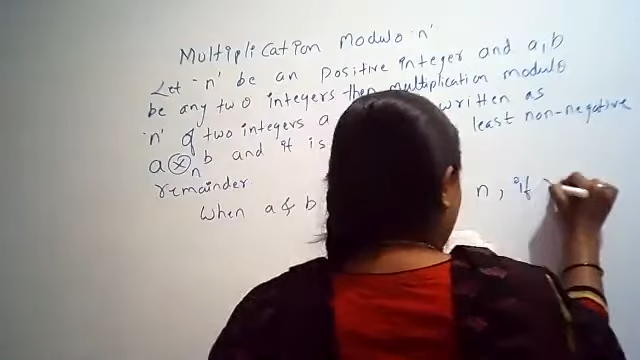 Multiplication Modulo 'n'
Let 'n' be an positive integer and a, b
be any two integers then multiplication modulo
'n' of two integers a written as
a ⊗n b and it is least non-negative
remainder
when a & b n, if